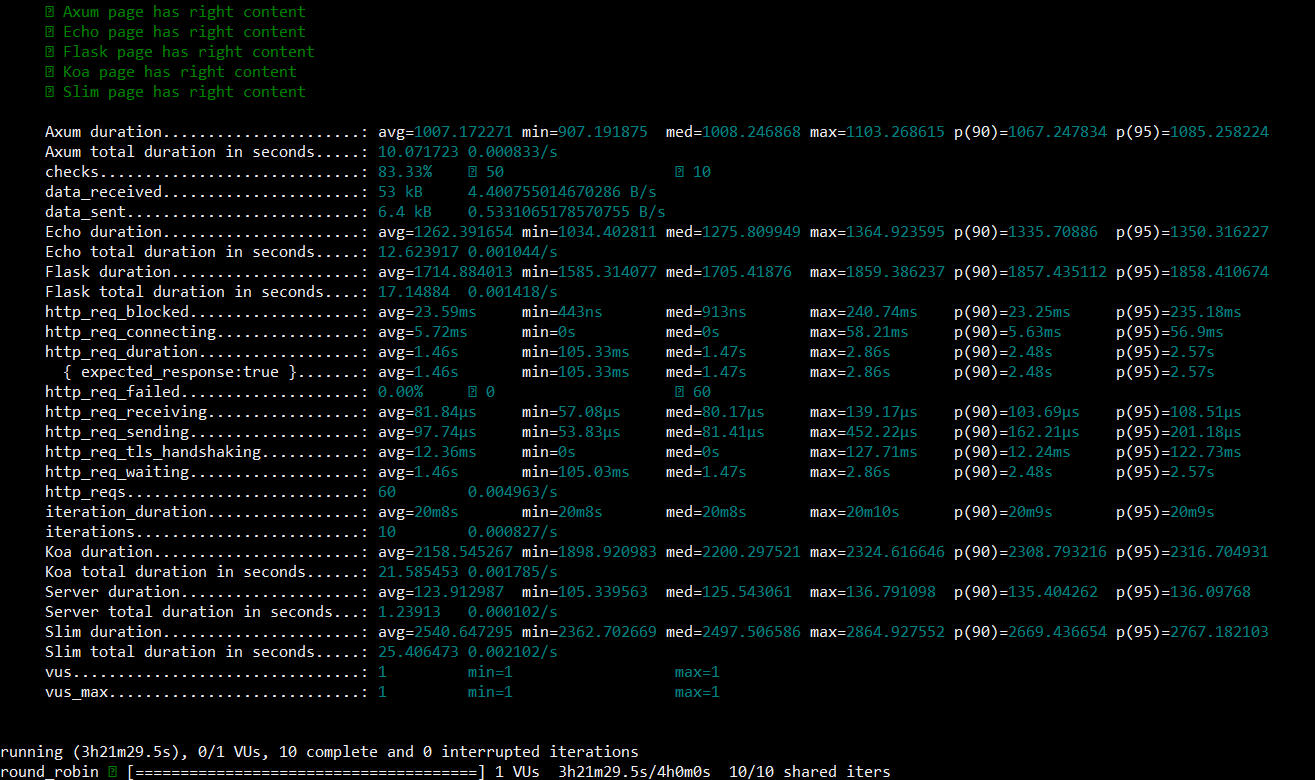 Axum page has right content
Echo page has right content
Flask page has right content
Koa page has right content
Slim page has right content
Axum duration......................: avg=1007.172271 min=907.191875 med=1008.246868 max=1103.268615 p(90)=1067.247834 p(95)=1085.258224
Axum total duration in seconds.....: 10.071723 0.000833/s
checks.............................: 83.33% 50 10
data_received......................: 53 kB 4.400755014670286 B/s
data_sent..........................: 6.4 kB 0.5331065178570755 B/s
Echo duration......................: avg=1262.391654 min=1034.402811 med=1275.809949 max=1364.923595 p(90)=1335.70886 p(95)=1350.316227
Echo total duration in seconds.....: 12.623917 0.001044/s
Flask duration.....................: avg=1714.884013 min=1585.314077 med=1705.41876 max=1859.386237 p(90)=1857.435112 p(95)=1858.410674
Flask total duration in seconds....: 17.14884 0.001418/s
http_req_blocked...................: avg=23.59ms min=443ns med=913ns max=240.74ms p(90)=23.25ms p(95)=235.18ms
http_req_connecting................: avg=5.72ms min=0s med=0s max=58.21ms p(90)=5.63ms p(95)=56.9ms
http_req_duration..................: avg=1.46s min=105.33ms med=1.47s max=2.86s p(90)=2.48s p(95)=2.57s
{ expected_response:true }.......: avg=1.46s min=105.33ms med=1.47s max=2.86s p(90)=2.48s p(95)=2.57s
http_req_failed....................: 0.00% 0 60
http_req_receiving.................: avg=81.84µs min=57.08µs med=80.17µs max=139.17µs p(90)=103.69µs p(95)=108.51µs
http_req_sending...................: avg=97.74µs min=53.83µs med=81.41µs max=452.22µs p(90)=162.21µs p(95)=201.18µs
http_req_tls_handshaking...........: avg=12.36ms min=0s med=0s max=127.71ms p(90)=12.24ms p(95)=122.73ms
http_req_waiting...................: avg=1.46s min=105.03ms med=1.47s max=2.86s p(90)=2.48s p(95)=2.57s
http_reqs..........................: 60 0.004963/s
iteration_duration.................: avg=20m8s min=20m8s med=20m8s max=20m10s p(90)=20m9s p(95)=20m9s
iterations.........................: 10 0.000827/s
Koa duration.......................: avg=2158.545267 min=1898.920983 med=2200.297521 max=2324.616646 p(90)=2308.793216 p(95)=2316.704931
Koa total duration in seconds......: 21.585453 0.001785/s
Server duration....................: avg=123.912987 min=105.339563 med=125.543061 max=136.791098 p(90)=135.404262 p(95)=136.09768
Server total duration in seconds...: 1.23913 0.000102/s
Slim duration......................: avg=2540.647295 min=2362.702669 med=2497.506586 max=2864.927552 p(90)=2669.436654 p(95)=2767.182103
Slim total duration in seconds.....: 25.406473 0.002102/s
vus................................: 1 min=1 max=1
vus_max............................: 1 min=1 max=1
running (3h21m29.5s), 0/1 VUs, 10 complete and 0 interrupted iterations
round_robin [======================================] 1 VUs 3h21m29.5s/4h0m0s 10/10 shared iters